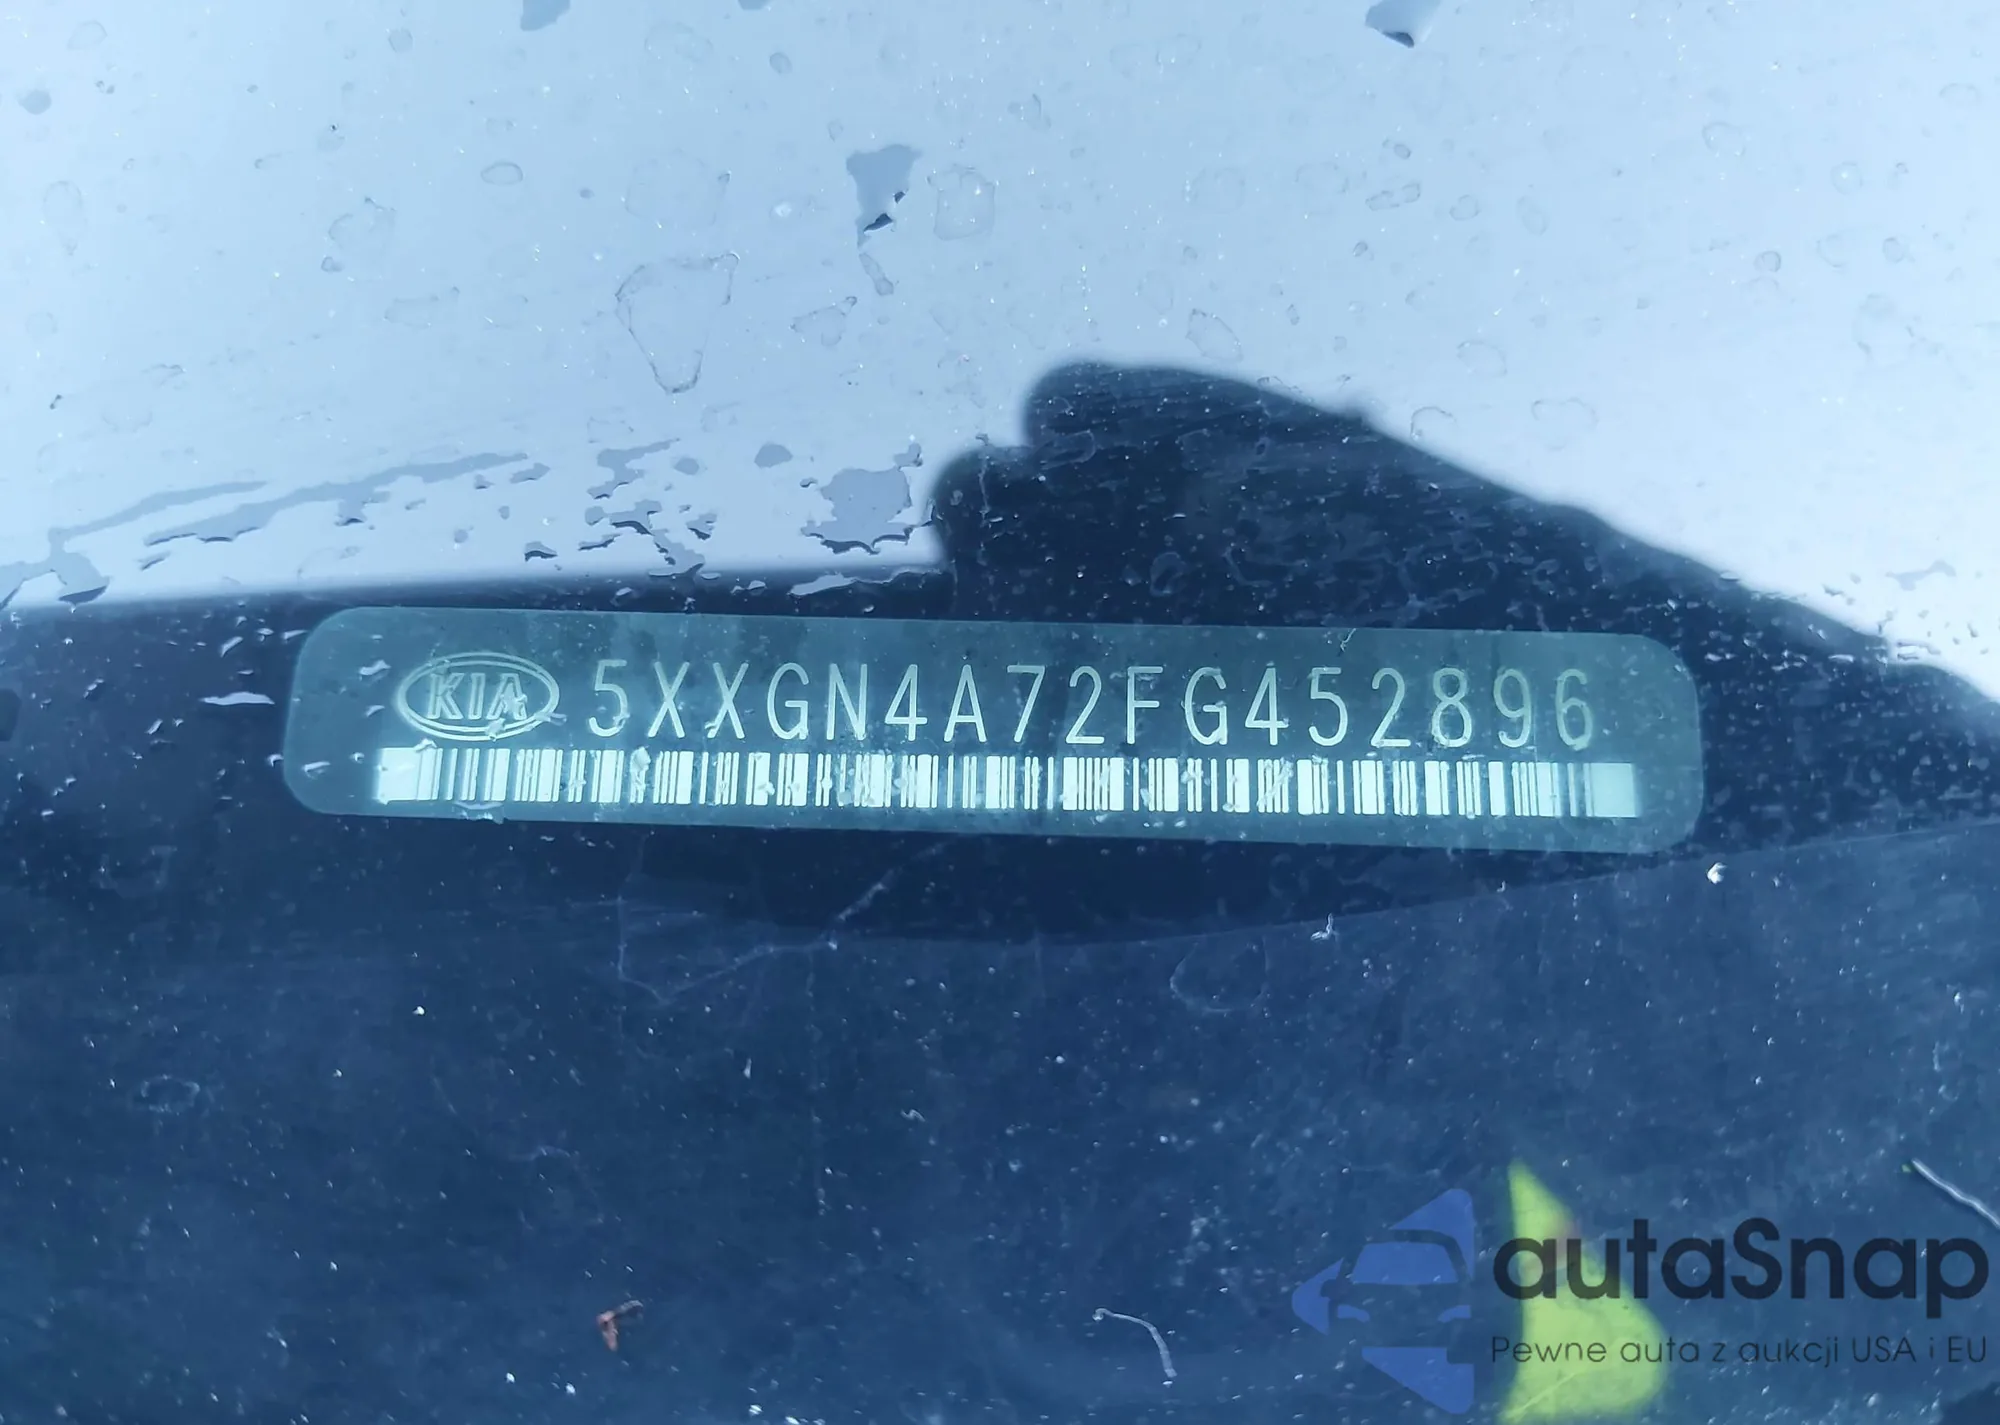 KIA 5XXGN4A72FG452896
autaSnap
Pewne auta z aukcji USA i EU